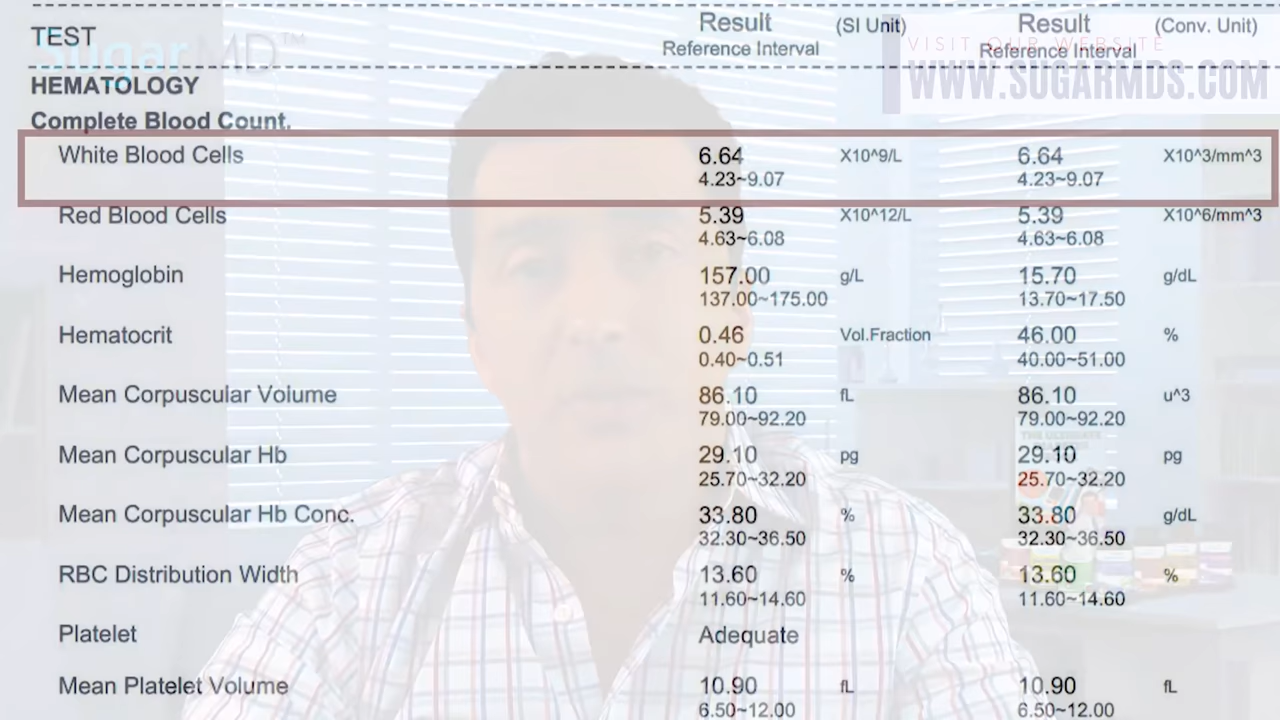 TEST Result (SI Unit) Result (Conv. Unit)
Reference Interval Reference Interval
SugarMD™
VISIT OUR WEBSITE
WWW.SUGARMDS.COM
HEMATOLOGY
Complete Blood Count.
White Blood Cells 6.64 X10^9/L 6.64 X10^3/mm^3
4.23~9.07 4.23~9.07
Red Blood Cells 5.39 X10^12/L 5.39 X10^6/mm^3
4.63~6.08 4.63~6.08
Hemoglobin 157.00 g/L 15.70 g/dL
137.00~175.00 13.70~17.50
Hematocrit 0.46 Vol.Fraction 46.00 %
0.40~0.51 40.00~51.00
Mean Corpuscular Volume 86.10 fL 86.10 u^3
79.00~92.20 79.00~92.20
THE ULTIMATE
Mean Corpuscular Hb 29.10 pg 29.10 pg
25.70~32.20 25.70~32.20
Mean Corpuscular Hb Conc. 33.80 % 33.80 g/dL
32.30~36.50 32.30~36.50
RBC Distribution Width 13.60 % 13.60 %
11.60~14.60 11.60~14.60
Platelet Adequate
Mean Platelet Volume 10.90 fL 10.90 fL
6.50~12.00 6.50~12.00